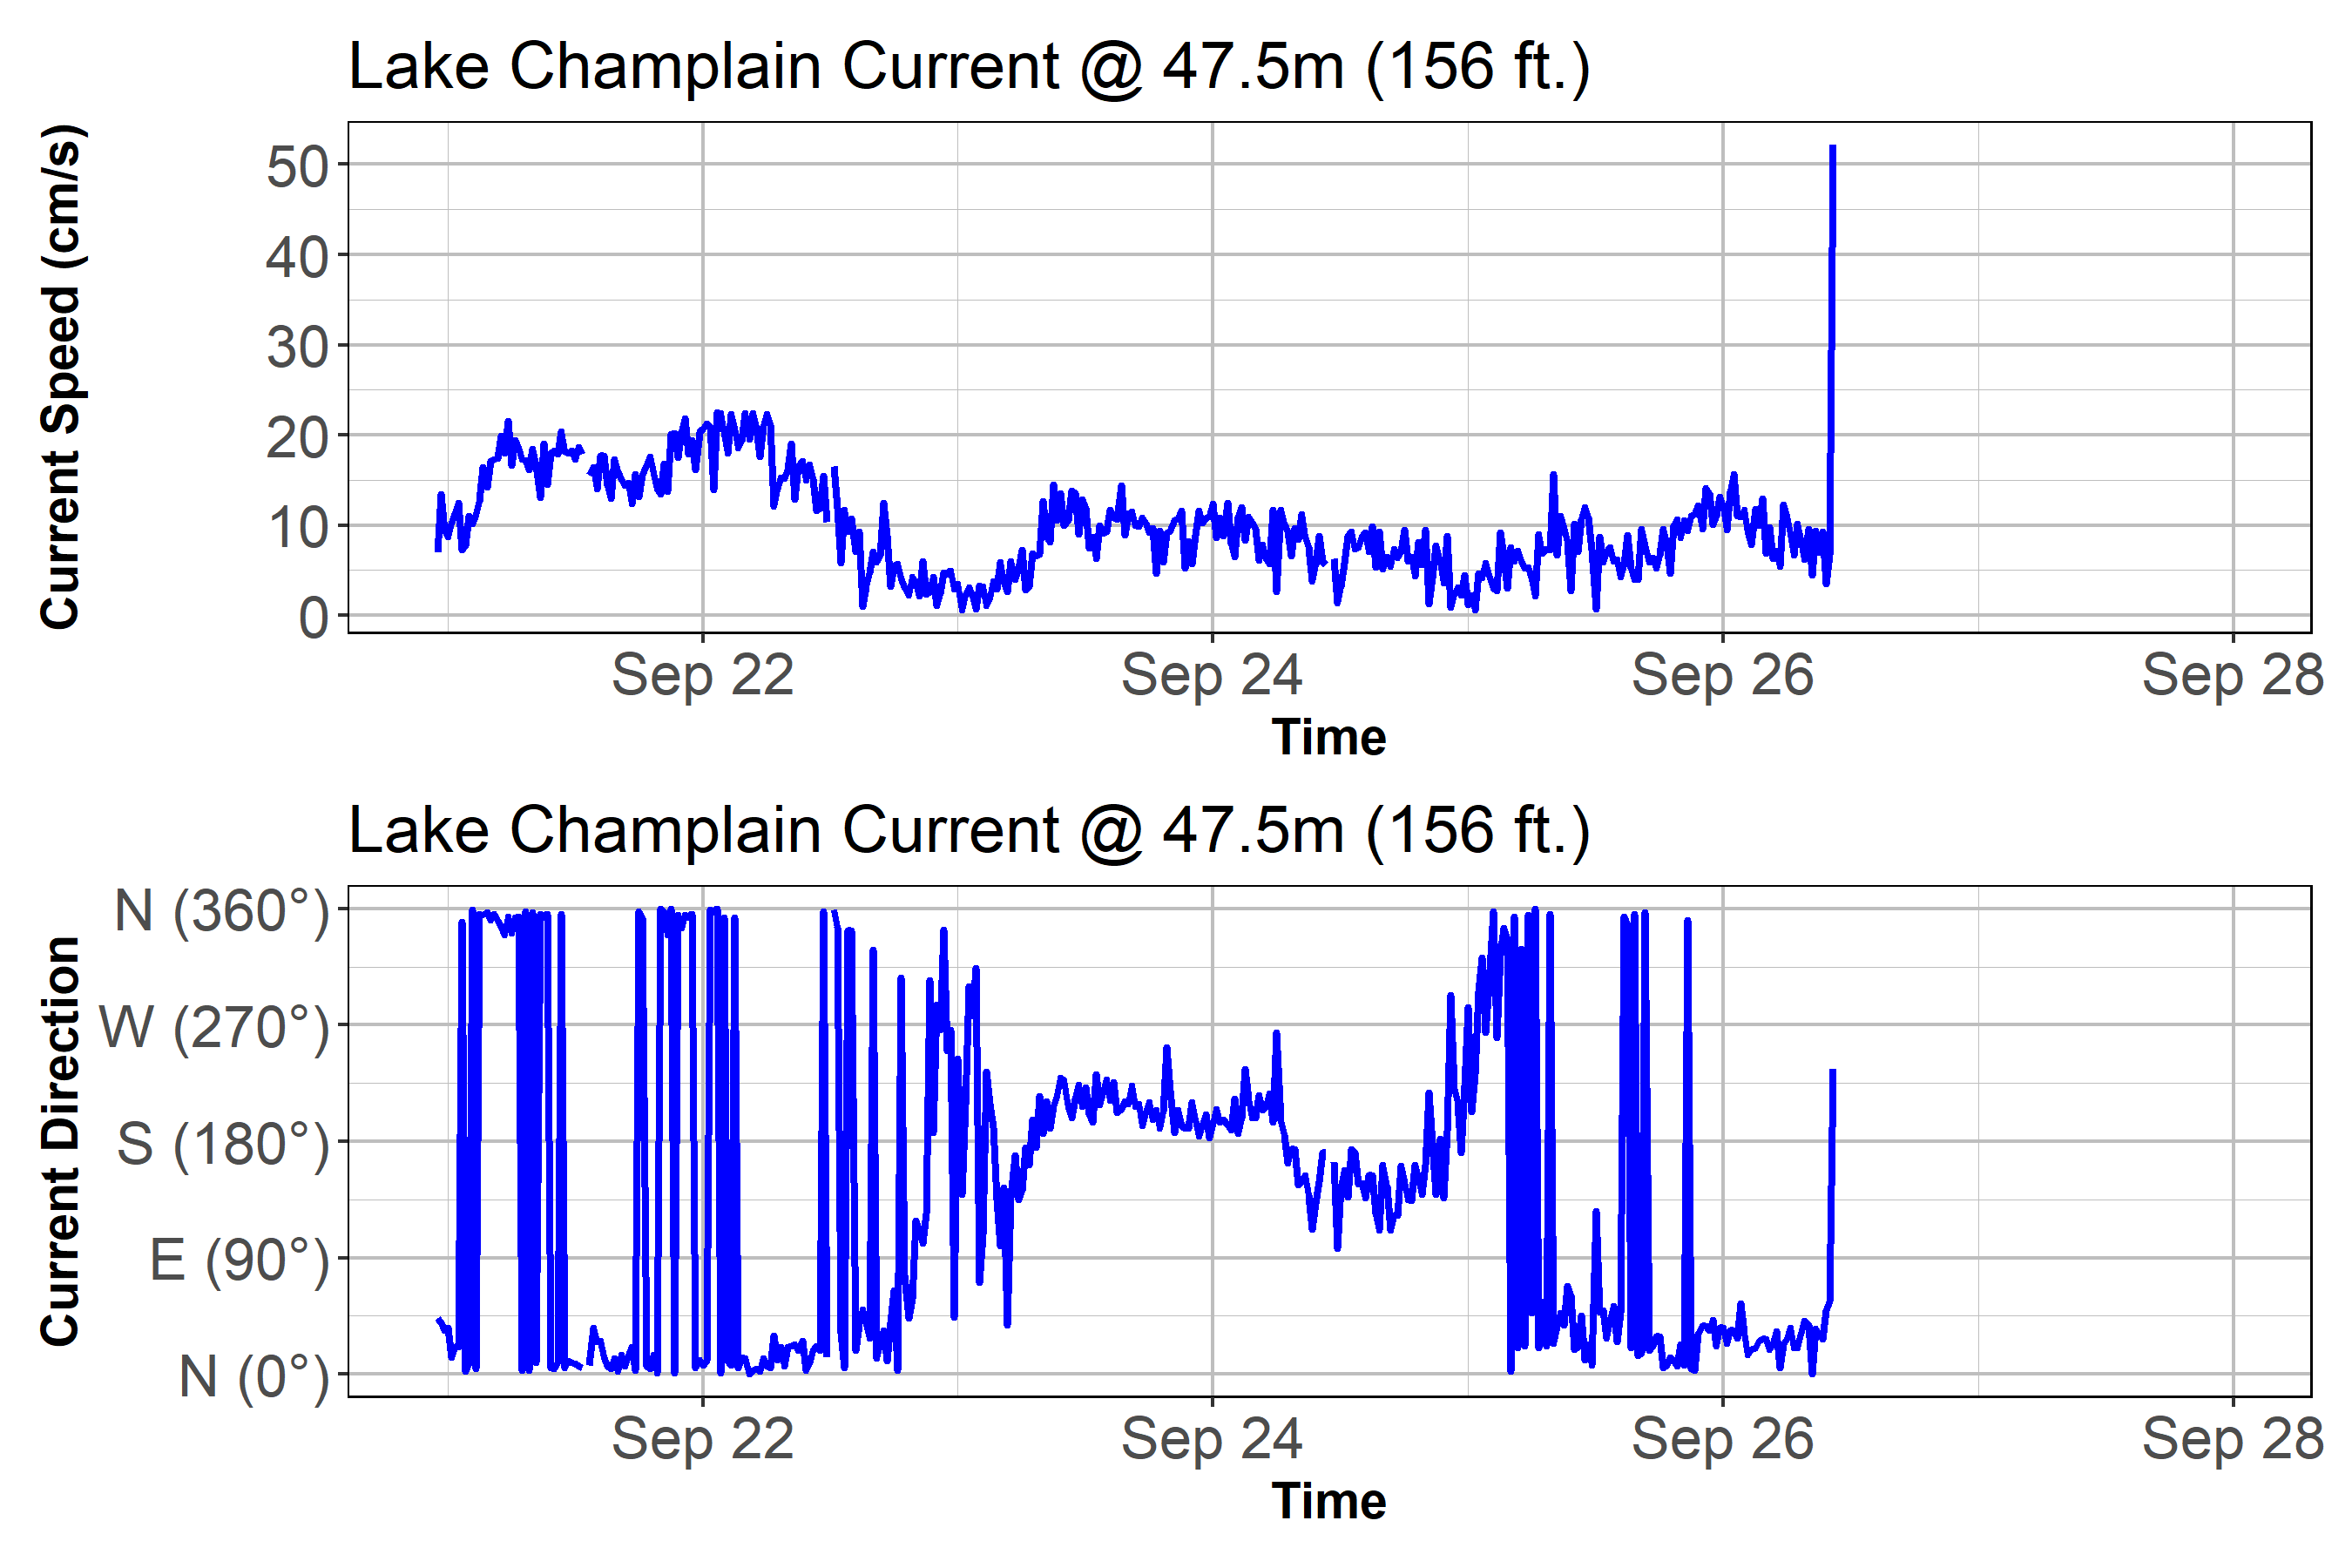 Lake Champlain Current @ 47.5m (156 ft.)
Current Speed (cm/s)
50
40
30
20
10
0
Sep 22 Sep 24 Sep 26 Sep 28
Time
Lake Champlain Current @ 47.5m (156 ft.)
Current Direction
N (360°)
W (270°)
S (180°)
E (90°)
N (0°)
Sep 22 Sep 24 Sep 26 Sep 28
Time